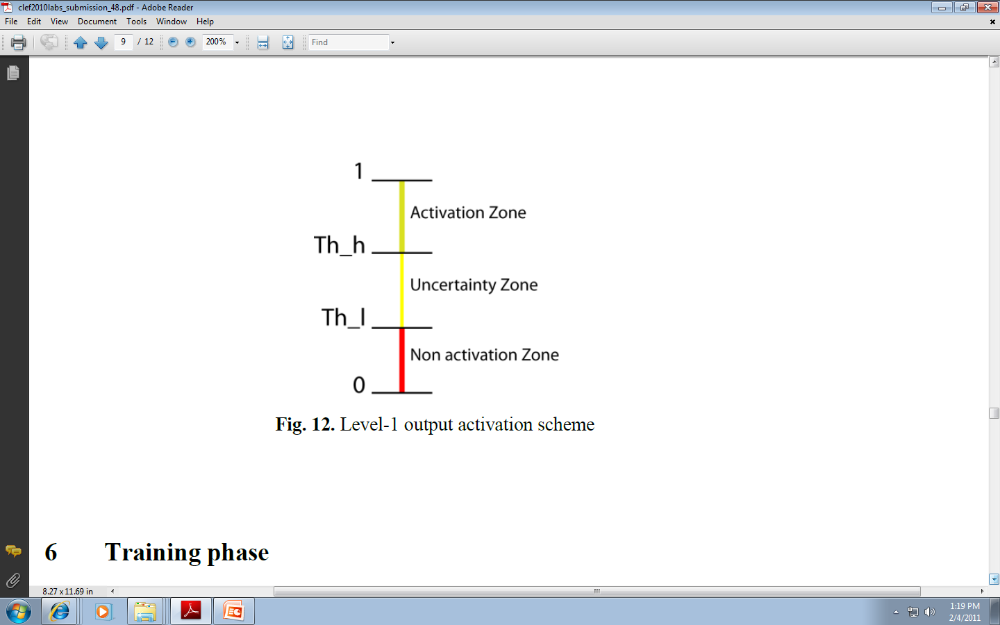 clef2010labs_submission_48.pdf - Adobe Reader
File Edit View Document Tools Window Help
9 / 12 200% Find
1
Activation Zone
Th_h
Uncertainty Zone
Th_l
Non activation Zone
0
Fig. 12. Level-1 output activation scheme
6 Training phase
8.27 x 11.69 in
1:19 PM
2/4/2011